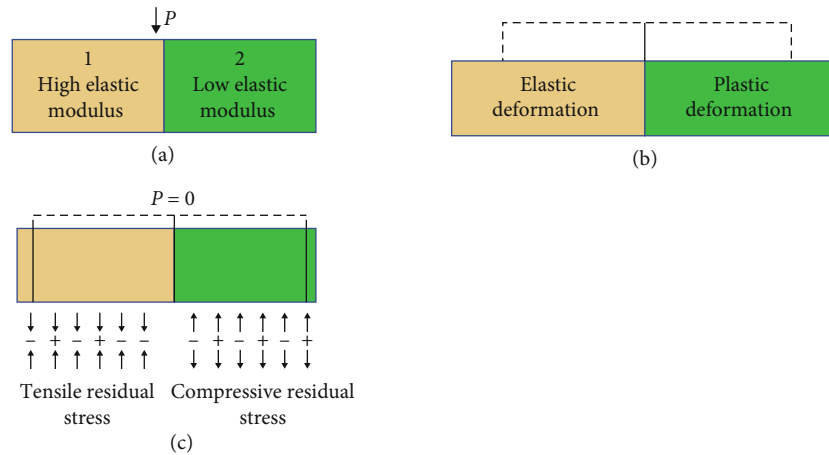 P
1
High elastic
modulus
2
Low elastic
modulus
(a)
Elastic
deformation
Plastic
deformation
(b)
P = 0
− + − + − −
− + − + − +
Tensile residual
stress
Compressive residual
stress
(c)